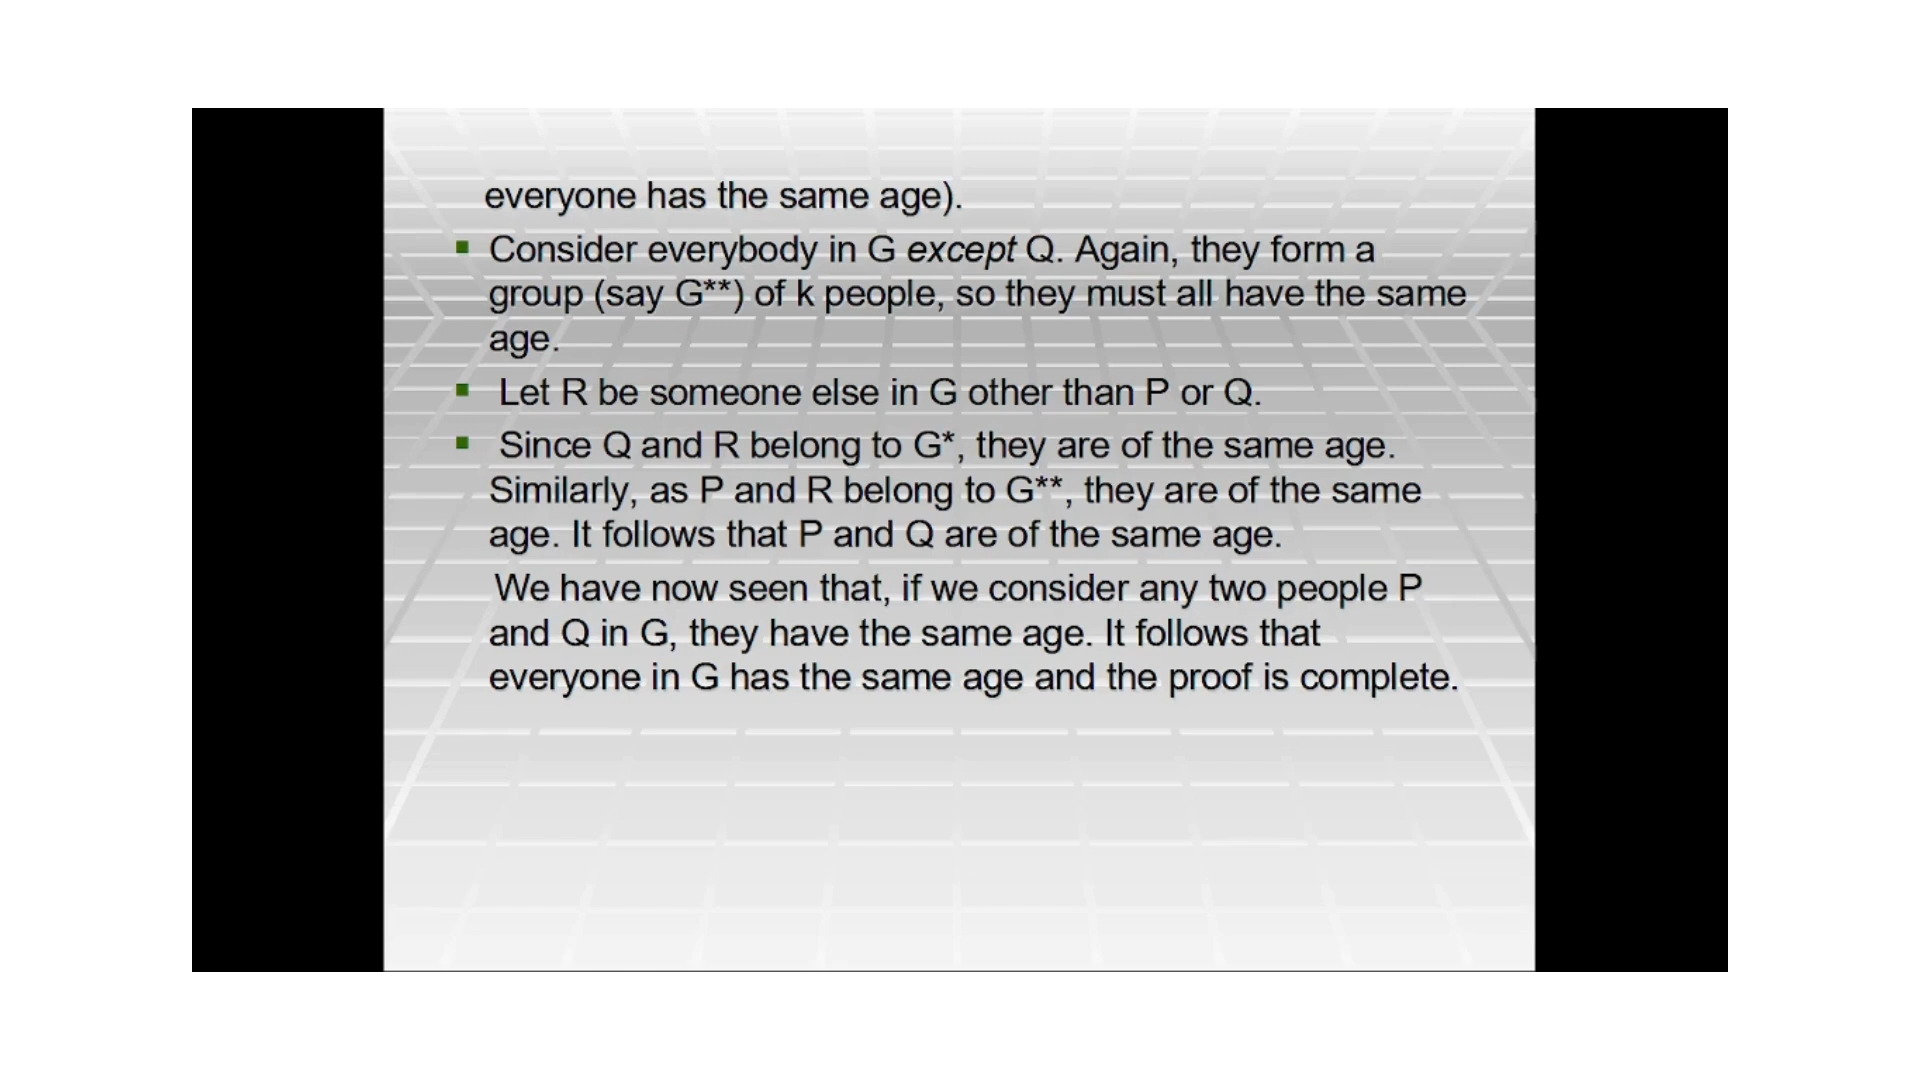 everyone has the same age).
Consider everybody in G except Q. Again, they form a
group (say G**) of k people, so they must all have the same
age.
Let R be someone else in G other than P or Q.
Since Q and R belong to G*, they are of the same age.
Similarly, as P and R belong to G**, they are of the same
age. It follows that P and Q are of the same age.
We have now seen that, if we consider any two people P
and Q in G, they have the same age. It follows that
everyone in G has the same age and the proof is complete.